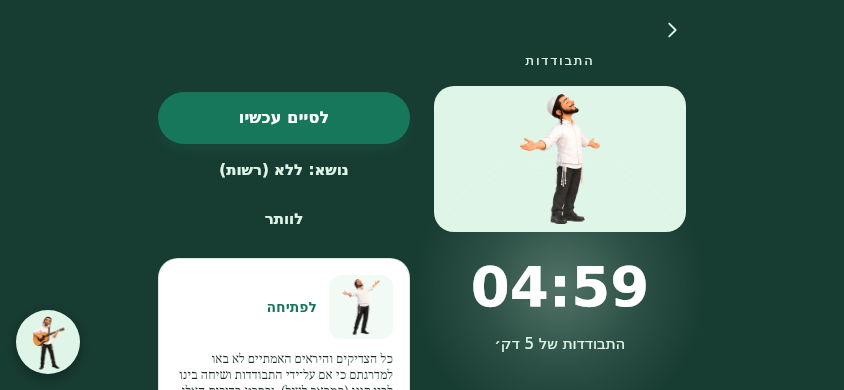 התבודדות
04:59
התבודדות של 5 דק׳
לסיים עכשיו
נושא: ללא (רשות)
לוותר
לפתיחה
כל הצדיקים והיראים האמתיים לא באו
למדרגתם כי אם על־ידי התבודדות ושיחה בינו